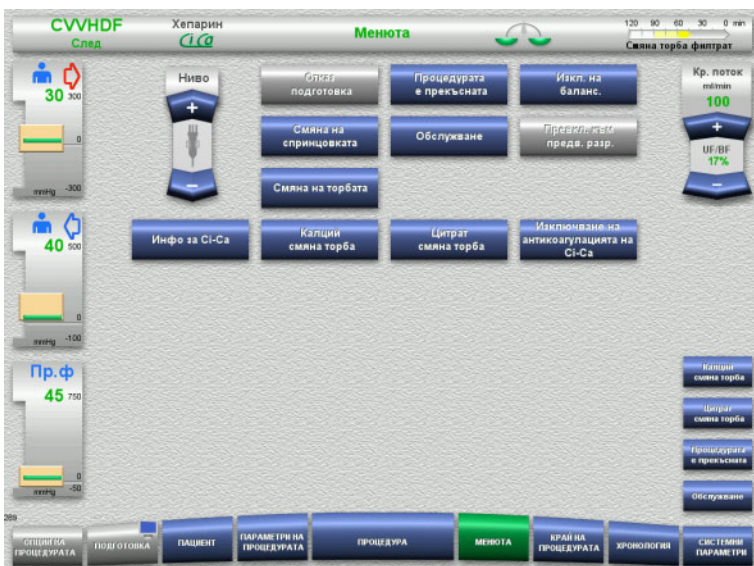 CVVHDF
След
Хепарин
CiCa
Менюта
120 90 60 30 0 min
Смяна торба филтрат
30 300
0
mmHg -300
40 500
0
mmHg -100
Пр.ф
45 750
0
mmHg -50
Ниво
+
−
Отказ
подготовка
Процедурата
е прекъсната
Изкл. на
баланс.
Смяна на
спринцовката
Обслужване
Превкл. към
предв. разр.
Смяна на торбата
Инфо за Ci-Ca
Калций
смяна торба
Цитрат
смяна торба
Изключване на
антикоагулацията на
Ci-Ca
Кр. поток
ml/min
100
+
UF/BF
17%
−
Калций
смяна торба
Цитрат
смяна торба
Процедурата
е прекъсната
Обслужване
289
ОПЦИИ НА
ПРОЦЕДУРАТА
ПОДГОТОВКА
ПАЦИЕНТ
ПАРАМЕТРИ НА
ПРОЦЕДУРАТА
ПРОЦЕДУРА
МЕНЮТА
КРАЙ НА
ПРОЦЕДУРАТА
ХРОНОЛОГИЯ
СИСТЕМНИ
ПАРАМЕТРИ